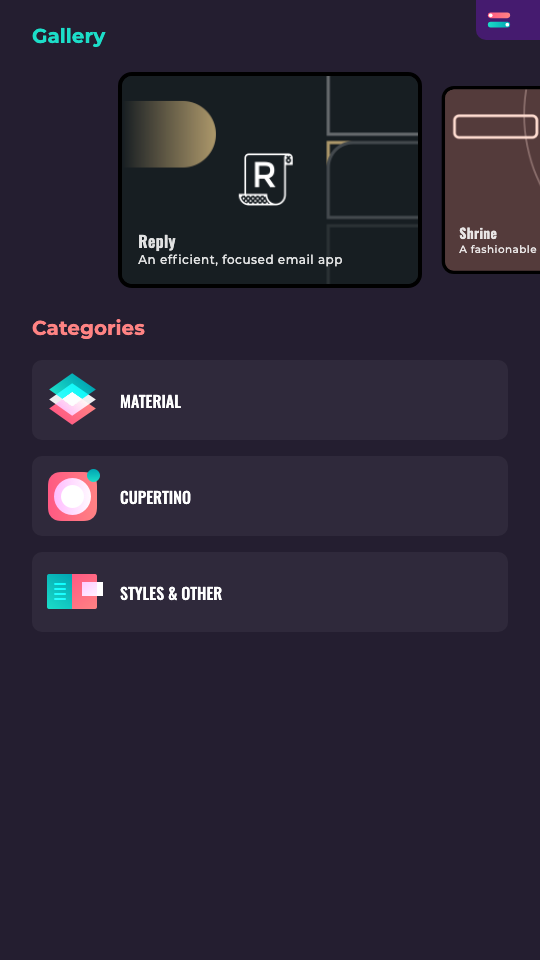 Gallery
R
Reply
An efficient, focused email app
Shrine
A fashionable
Categories
MATERIAL
CUPERTINO
STYLES & OTHER